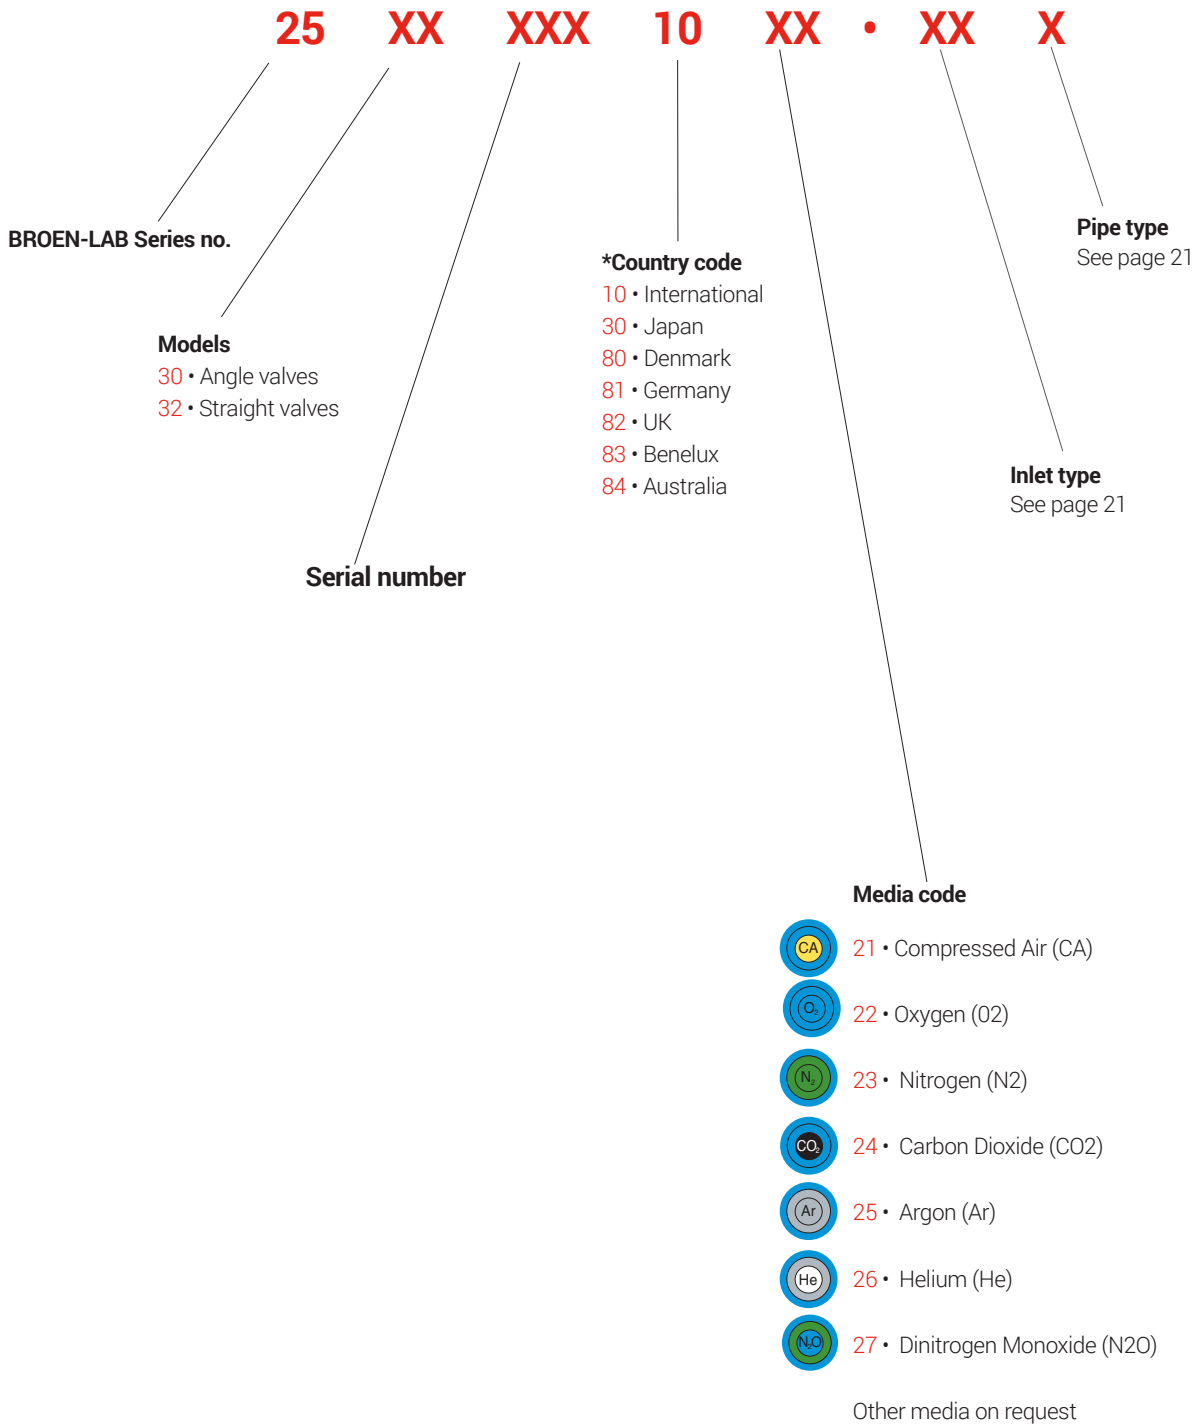 25 XX XXX 10 XX • XX X
BROEN-LAB Series no.
Models
30 • Angle valves
32 • Straight valves
Serial number
*Country code
10 • International
30 • Japan
80 • Denmark
81 • Germany
82 • UK
83 • Benelux
84 • Australia
Pipe type
See page 21
Inlet type
See page 21
Media code
CA 21 • Compressed Air (CA)
O₂ 22 • Oxygen (02)
N₂ 23 • Nitrogen (N2)
CO₂ 24 • Carbon Dioxide (CO2)
Ar 25 • Argon (Ar)
He 26 • Helium (He)
N₂O 27 • Dinitrogen Monoxide (N2O)
Other media on request